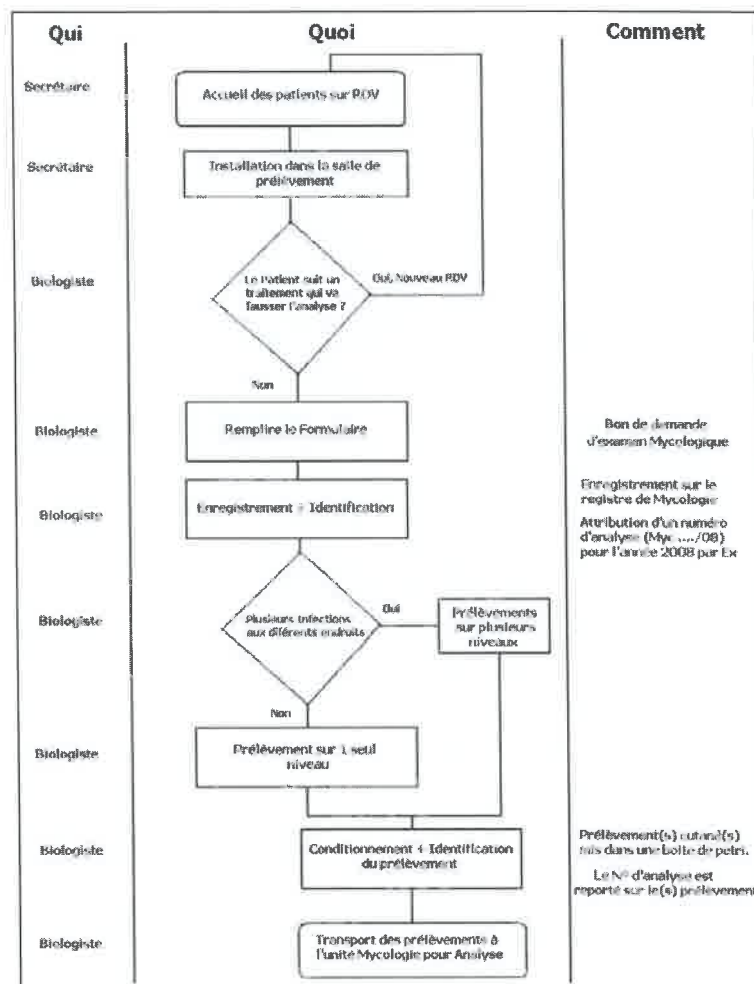 Qui
Quoi
Comment
Secrétaire
Accueil des patients sur RDV
Secrétaire
Installation dans la salle de
prélèvement
Biologiste
Le Patient suit un
traitement qui va
fausser l'analyse ?
Oui, Nouveau RDV
Non
Biologiste
Remplire le Formulaire
Bon de demande
d'examen Mycologique
Biologiste
Enregistrement + Identification
Enregistrement sur le
registre de Mycologie
Attribution d'un numéro
d'analyse (Myc ..../08)
pour l'année 2008 par Ex
Biologiste
Plusieurs Infections
aux diférents endruits
Oui
Prélèvements
sur plusieurs
niveaux
Non
Biologiste
Prélèvement sur 1 seul
niveau
Biologiste
Conditionnement + Identification
du prélèvement
Prélèvement(s) cutané(s)
mis dans une boite de petri.
Le N° d'analyse est
reporté sur le(s) prélèvement
Biologiste
Transport des prélèvements à
l'unité Mycologie pour Analyse